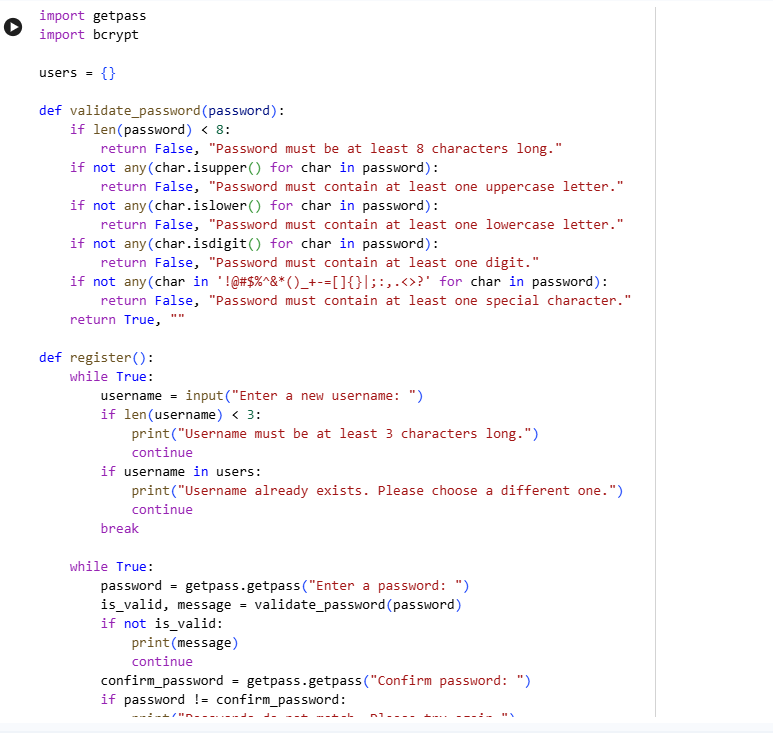 import getpass
import bcrypt
users = {}
def validate_password(password):
    if len(password) < 8:
        return False, "Password must be at least 8 characters long."
    if not any(char.isupper() for char in password):
        return False, "Password must contain at least one uppercase letter."
    if not any(char.islower() for char in password):
        return False, "Password must contain at least one lowercase letter."
    if not any(char.isdigit() for char in password):
        return False, "Password must contain at least one digit."
    if not any(char in '!@#$%^&*()_+-=[]{}|;:,.<>?' for char in password):
        return False, "Password must contain at least one special character."
    return True, ""
def register():
    while True:
        username = input("Enter a new username: ")
        if len(username) < 3:
            print("Username must be at least 3 characters long.")
            continue
        if username in users:
            print("Username already exists. Please choose a different one.")
            continue
        break
    while True:
        password = getpass.getpass("Enter a password: ")
        is_valid, message = validate_password(password)
        if not is_valid:
            print(message)
            continue
        confirm_password = getpass.getpass("Confirm password: ")
        if password != confirm_password: